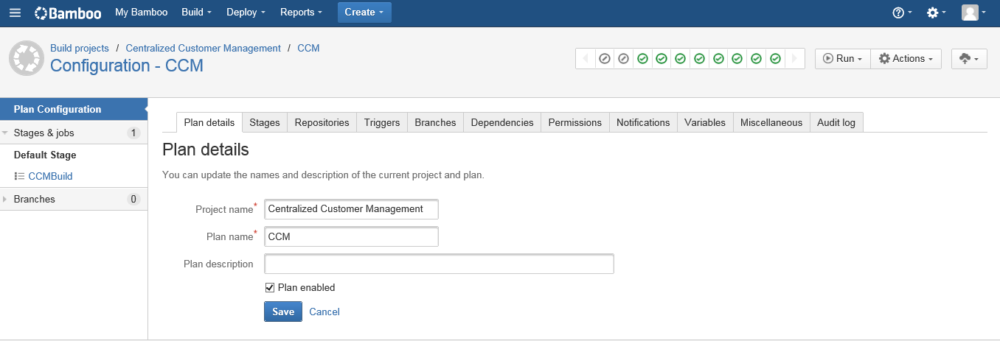 Bamboo My Bamboo Build Deploy Reports Create
Build projects / Centralized Customer Management / CCM
Configuration - CCM
Run Actions
Plan Configuration
Stages & jobs 1
Default Stage
CCMBuild
Branches 0
Plan details Stages Repositories Triggers Branches Dependencies Permissions Notifications Variables Miscellaneous Audit log
Plan details
You can update the names and description of the current project and plan.
Project name* Centralized Customer Management
Plan name* CCM
Plan description
Plan enabled
Save Cancel